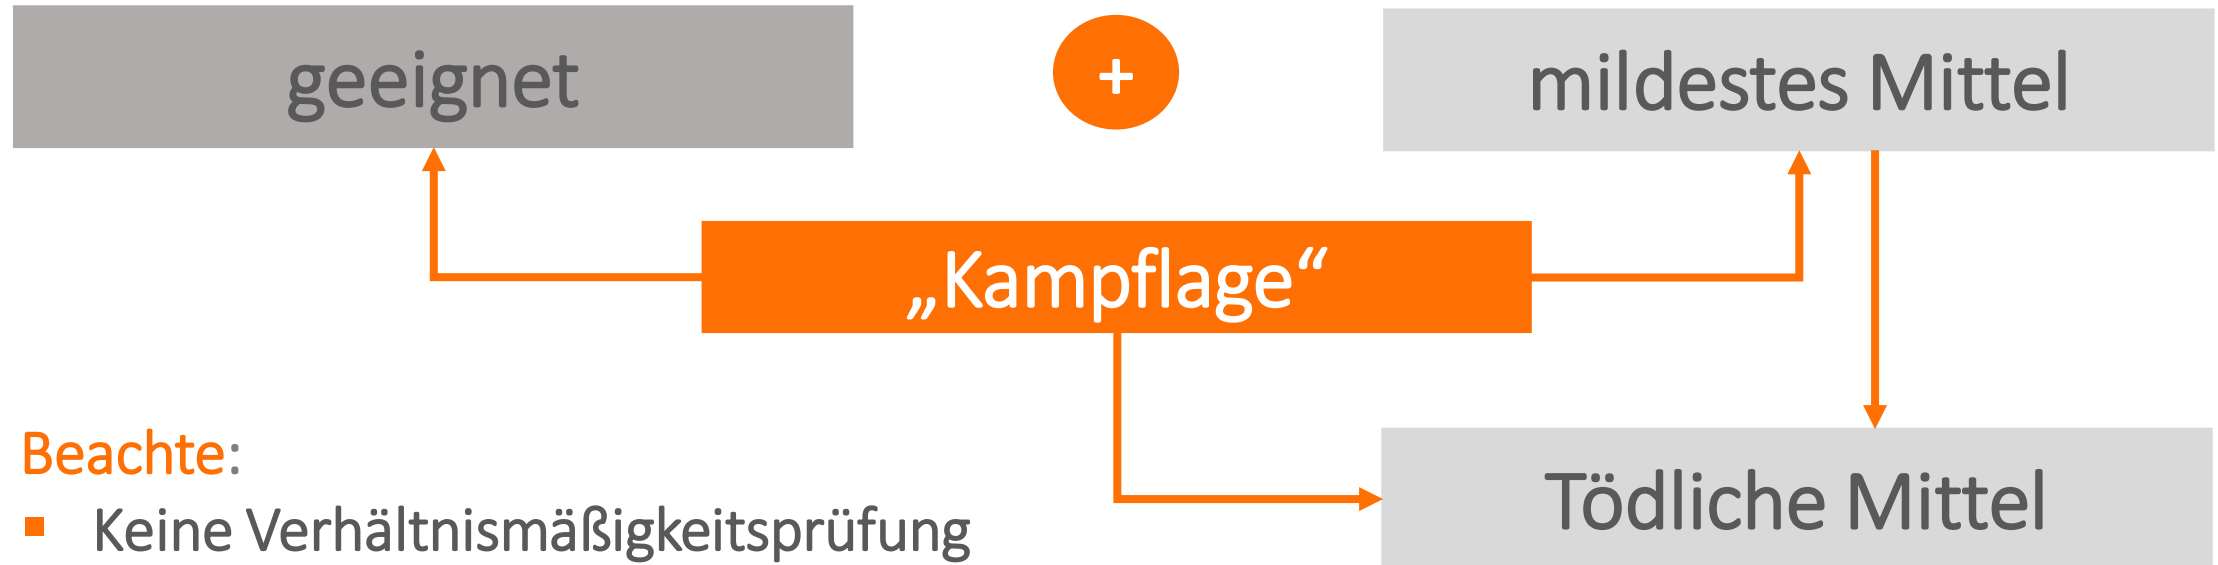 geeignet
+
mildestes Mittel
„Kampflage“
Beachte:
Tödliche Mittel
▪ Keine Verhältnismäßigkeitsprüfung